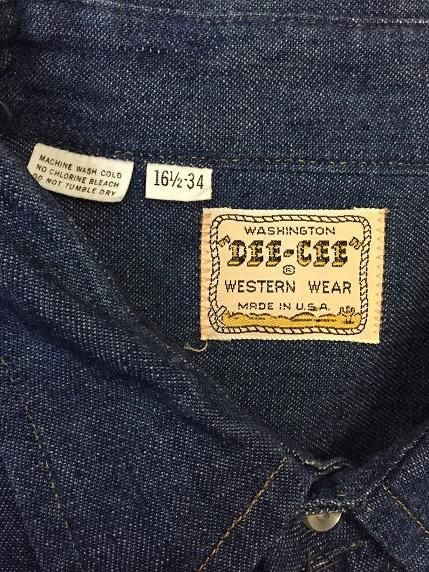 MACHINE WASH COLD
NO CHLORINE BLEACH
DO NOT TUMBLE DRY
16½-34
WASHINGTON
"DEE-CEE"
®
WESTERN WEAR
MADE IN U.S.A.